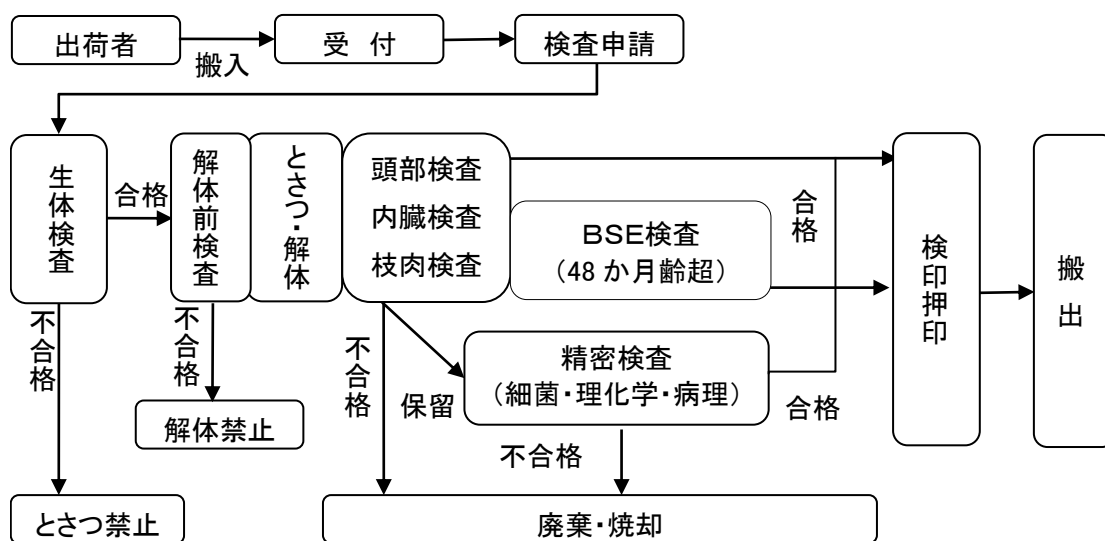 出荷者
搬入
受　付
検査申請
生体検査
合格
解体前検査
とさつ・解体
頭部検査
内臓検査
枝肉検査
BSE検査
（48 か月齢超）
合格
検印押印
搬出
不合格
不合格
不合格
保留
精密検査
（細菌・理化学・病理）
合格
解体禁止
不合格
とさつ禁止
廃棄・焼却